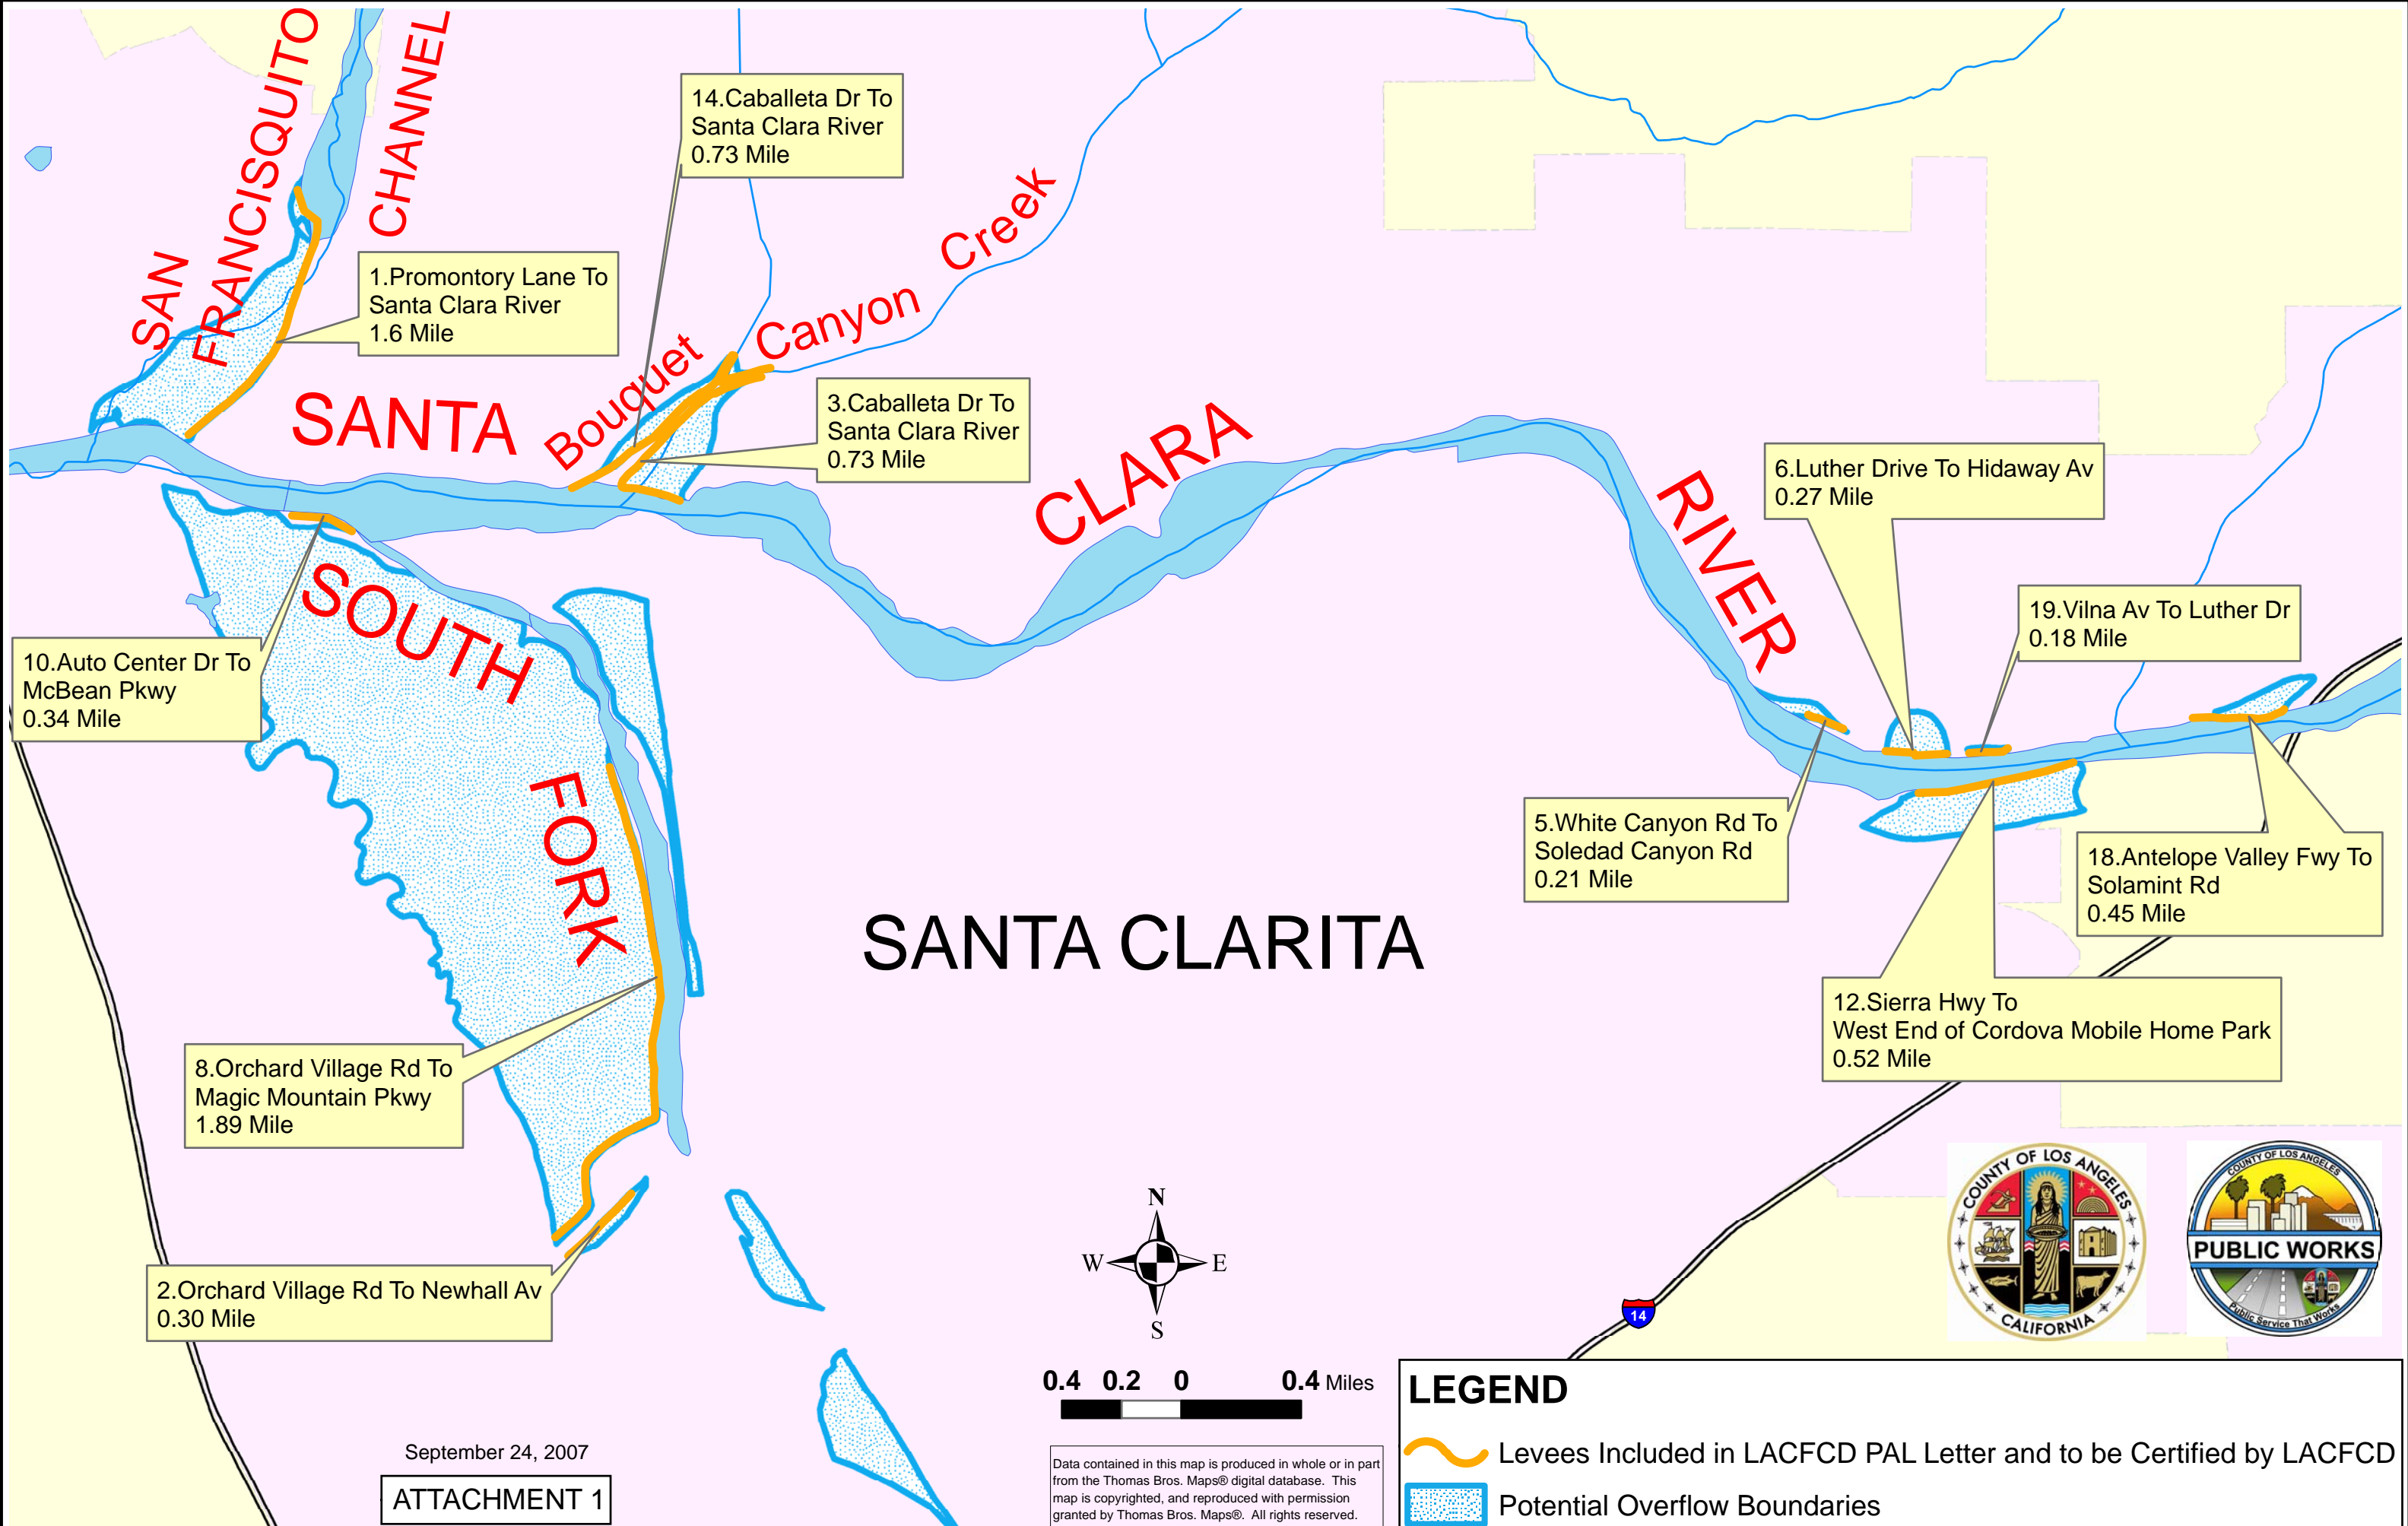 SAN
FRANCISQUITO
CHANNEL
14.Caballeta Dr To
Santa Clara River
0.73 Mile
1.Promontory Lane To
Santa Clara River
1.6 Mile
Bouquet Canyon Creek
3.Caballeta Dr To
Santa Clara River
0.73 Mile
SANTA CLARA RIVER
6.Luther Drive To Hidaway Av
0.27 Mile
19.Vilna Av To Luther Dr
0.18 Mile
10.Auto Center Dr To
McBean Pkwy
0.34 Mile
SOUTH
FORK
5.White Canyon Rd To
Soledad Canyon Rd
0.21 Mile
18.Antelope Valley Fwy To
Solamint Rd
0.45 Mile
SANTA CLARITA
12.Sierra Hwy To
West End of Cordova Mobile Home Park
0.52 Mile
8.Orchard Village Rd To
Magic Mountain Pkwy
1.89 Mile
2.Orchard Village Rd To Newhall Av
0.30 Mile
N
W E
S
14
COUNTY OF LOS ANGELES
CALIFORNIA
COUNTY OF LOS ANGELES
PUBLIC WORKS
Public Service That Works
0.4 0.2 0 0.4 Miles
September 24, 2007
ATTACHMENT 1
Data contained in this map is produced in whole or in part
from the Thomas Bros. Maps® digital database. This
map is copyrighted, and reproduced with permission
granted by Thomas Bros. Maps®. All rights reserved.
LEGEND
Levees Included in LACFCD PAL Letter and to be Certified by LACFCD
Potential Overflow Boundaries